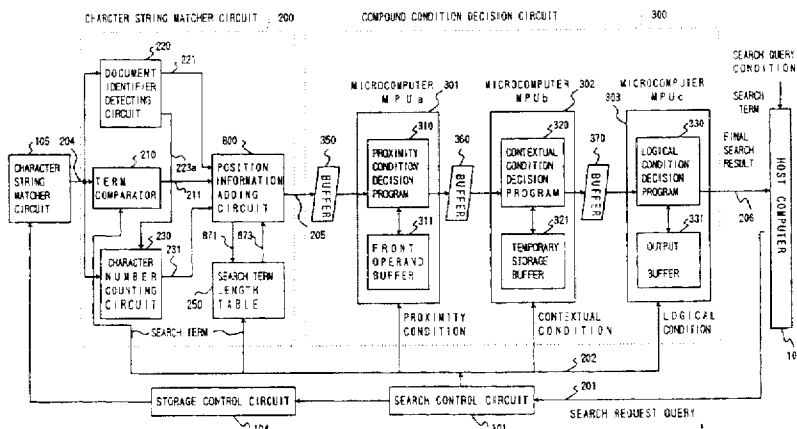 CHARACTER STRING MATCHER CIRCUIT
200
COMPOUND CONDITION DECISION CIRCUIT
300
220
221
DOCUMENT
IDENTIFIER
DETECTING
CIRCUIT
MICROCOMPUTER
MPUa
301
MICROCOMPUTER
MPUb
302
MICROCOMPUTER
MPUc
303
SEARCH QUERY
CONDITION
SEARCH
TERM
105
CHARACTER
STRING
MATCHER
CIRCUIT
204
210
TERM
COMPARATOR
223a
211
800
POSITION
INFORMATION
ADDING
CIRCUIT
205
350
BUFFER
310
PROXIMITY
CONDITION
DECISION
PROGRAM
360
BUFFER
320
CONTEXTUAL
CONDITION
DECISION
PROGRAM
370
BUFFER
330
LOGICAL
CONDITION
DECISION
PROGRAM
FINAL
SEARCH
RESULT
206
HOST COMPUTER
10
230
CHARACTER
NUMBER
COUNTING
CIRCUIT
231
871
873
250
SEARCH TERM
LENGTH
TABLE
311
FRONT
OPERAND
BUFFER
321
TEMPORARY
STORAGE
BUFFER
331
OUTPUT
BUFFER
SEARCH TERM
PROXIMITY
CONDITION
CONTEXTUAL
CONDITION
LOGICAL
CONDITION
202
201
STORAGE CONTROL CIRCUIT
104
SEARCH CONTROL CIRCUIT
101
SEARCH REQUEST QUERY